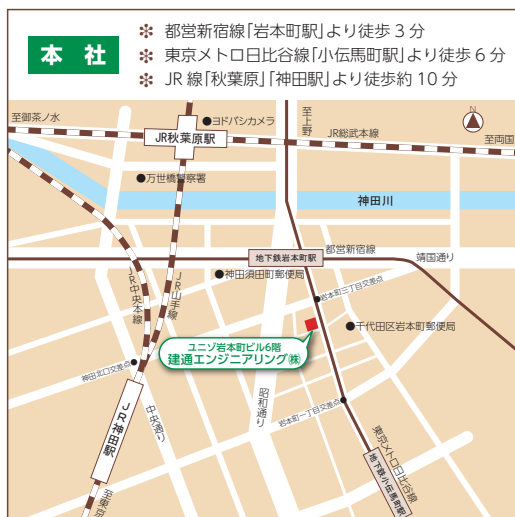 本社
❇ 都営新宿線「岩本町駅」より徒歩3分
❇ 東京メトロ日比谷線「小伝馬町駅」より徒歩6分
❇ JR線「秋葉原」「神田駅」より徒歩約10分
至御茶ノ水
●ヨドバシカメラ
至上野
N
JR秋葉原駅
JR総武本線
至両国
●万世橋警察署
神田川
都営新宿線
地下鉄岩本町駅
靖国通り
●神田須田町郵便局
JR中央本線
JR山手線
岩本町三丁目交差点
●千代田区岩本町郵便局
ユニゾ岩本町ビル6階
建通エンジニアリング㈱
神田北口交差点
JR神田駅
中央通り
昭和通り
岩本町一丁目交差点
東京メトロ日比谷線
地下鉄小伝馬町駅
至東京